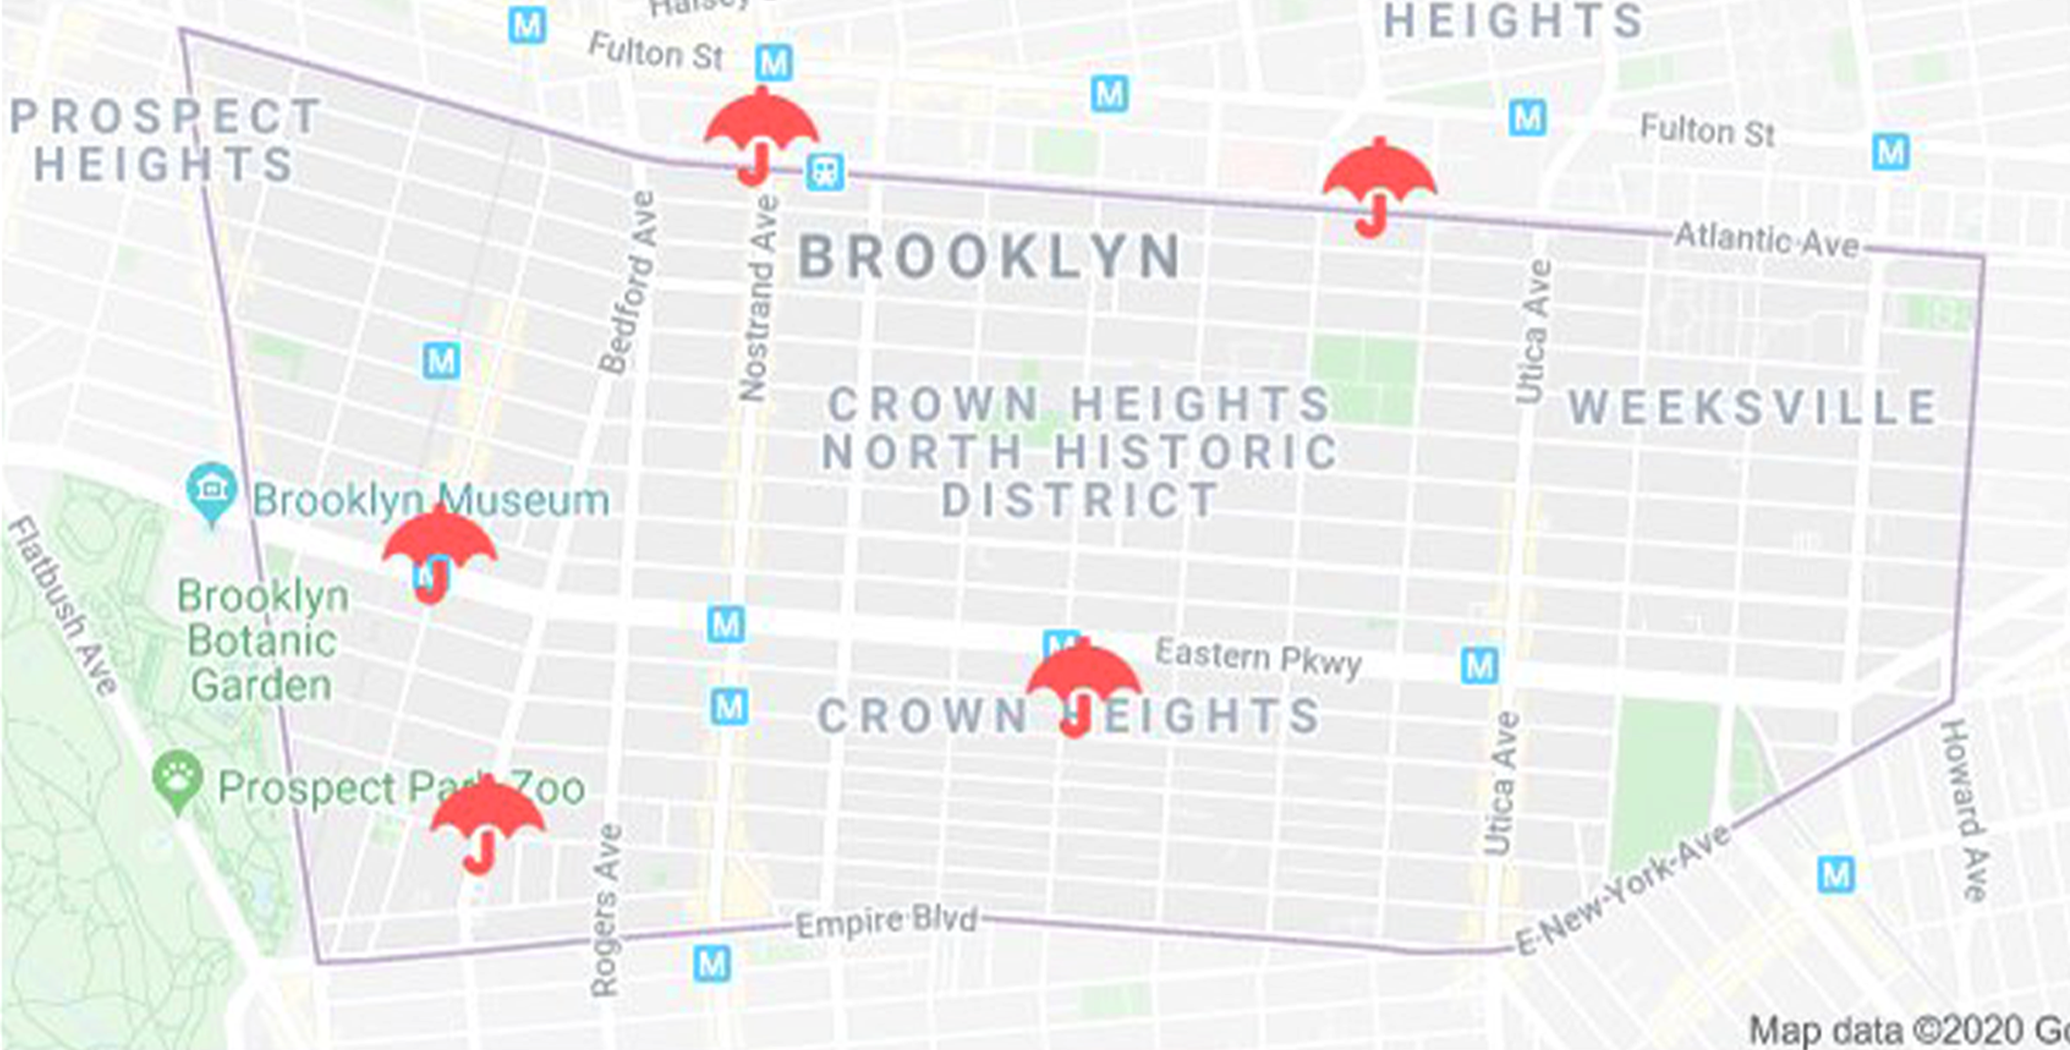 Halsey S
HEIGHTS
M
Fulton St
M
M
M
Fulton St
M
PROSPECT
HEIGHTS
Atlantic Ave
BROOKLYN
Bedford Ave
Nostrand Ave
Utica Ave
M
CROWN HEIGHTS
NORTH HISTORIC
DISTRICT
WEEKSVILLE
Brooklyn Museum
M
Flatbush Ave
Brooklyn
Botanic
Garden
M
M
Eastern Pkwy
M
M
CROWN HEIGHTS
Prospect Park Zoo
Utica Ave
Howard Ave
Rogers Ave
E New York Ave
M
Empire Blvd
M
Map data ©2020 Go